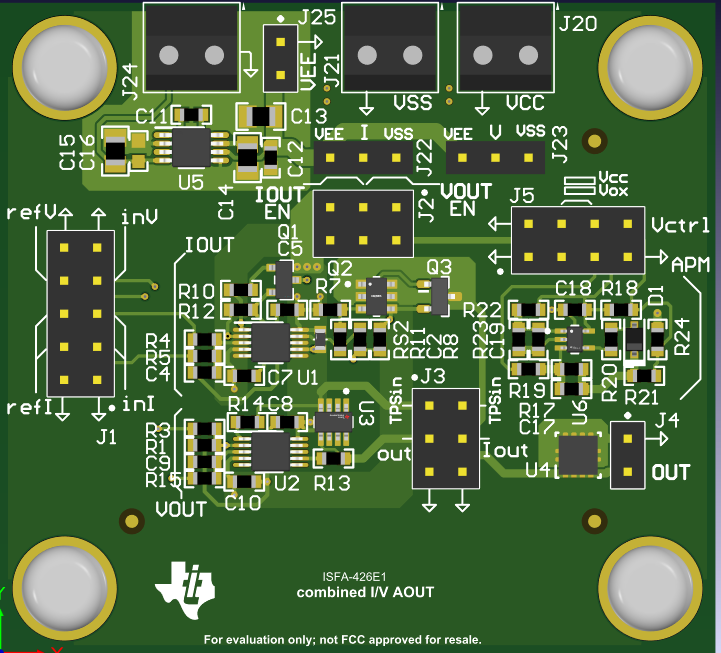 J25
J20
J24
VEE
J21
VSS
VCC
C11
C13
VEE I VSS
VEE V VSS
J22
J23
C15
C16
U5
C14
C12
IOUT
EN
J2
VOUT
EN
J5
Vcc
Vox
Vctrl
APM
refV
inV
IOUT
Q1
C5
Q2
R7
Q3
R10
R12
R22
C18
R18
D1
R4
R5
C4
U1
C7
RS2
R11
C2
R8
R23
C19
R24
R19
R20
R21
J3
TPSin
TPSin
R17
C17
U6
J4
refI
inI
J1
R3
R1
C9
R15
R14
C8
U3
U2
R13
C10
VOUT
out
Iout
U4
OUT
ISFA-426E1
combined I/V AOUT
For evaluation only; not FCC approved for resale.